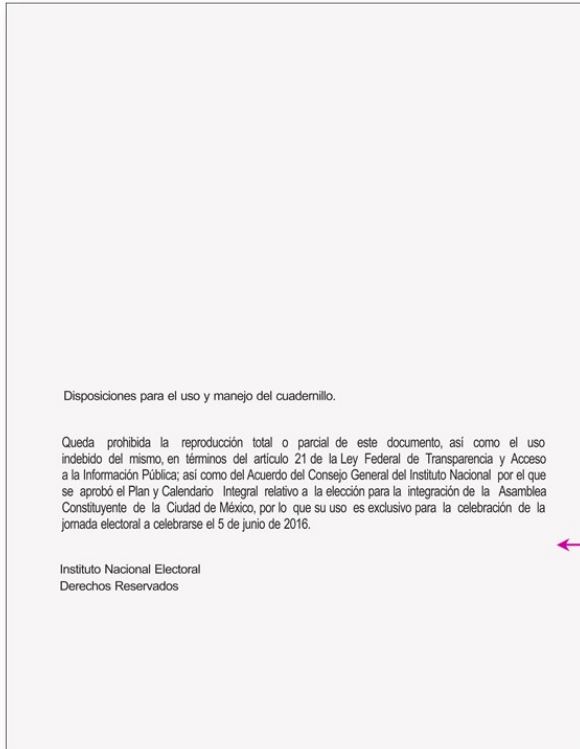 Disposiciones para el uso y manejo del cuadernillo.
Queda prohibida la reproducción total o parcial de este documento, así como el uso
indebido del mismo, en términos del artículo 21 de la Ley Federal de Transparencia y Acceso
a la Información Pública; así como del Acuerdo del Consejo General del Instituto Nacional por el que
se aprobó el Plan y Calendario Integral relativo a la elección para la integración de la Asamblea
Constituyente de la Ciudad de México, por lo que su uso es exclusivo para la celebración de la
jornada electoral a celebrarse el 5 de junio de 2016.
Instituto Nacional Electoral
Derechos Reservados